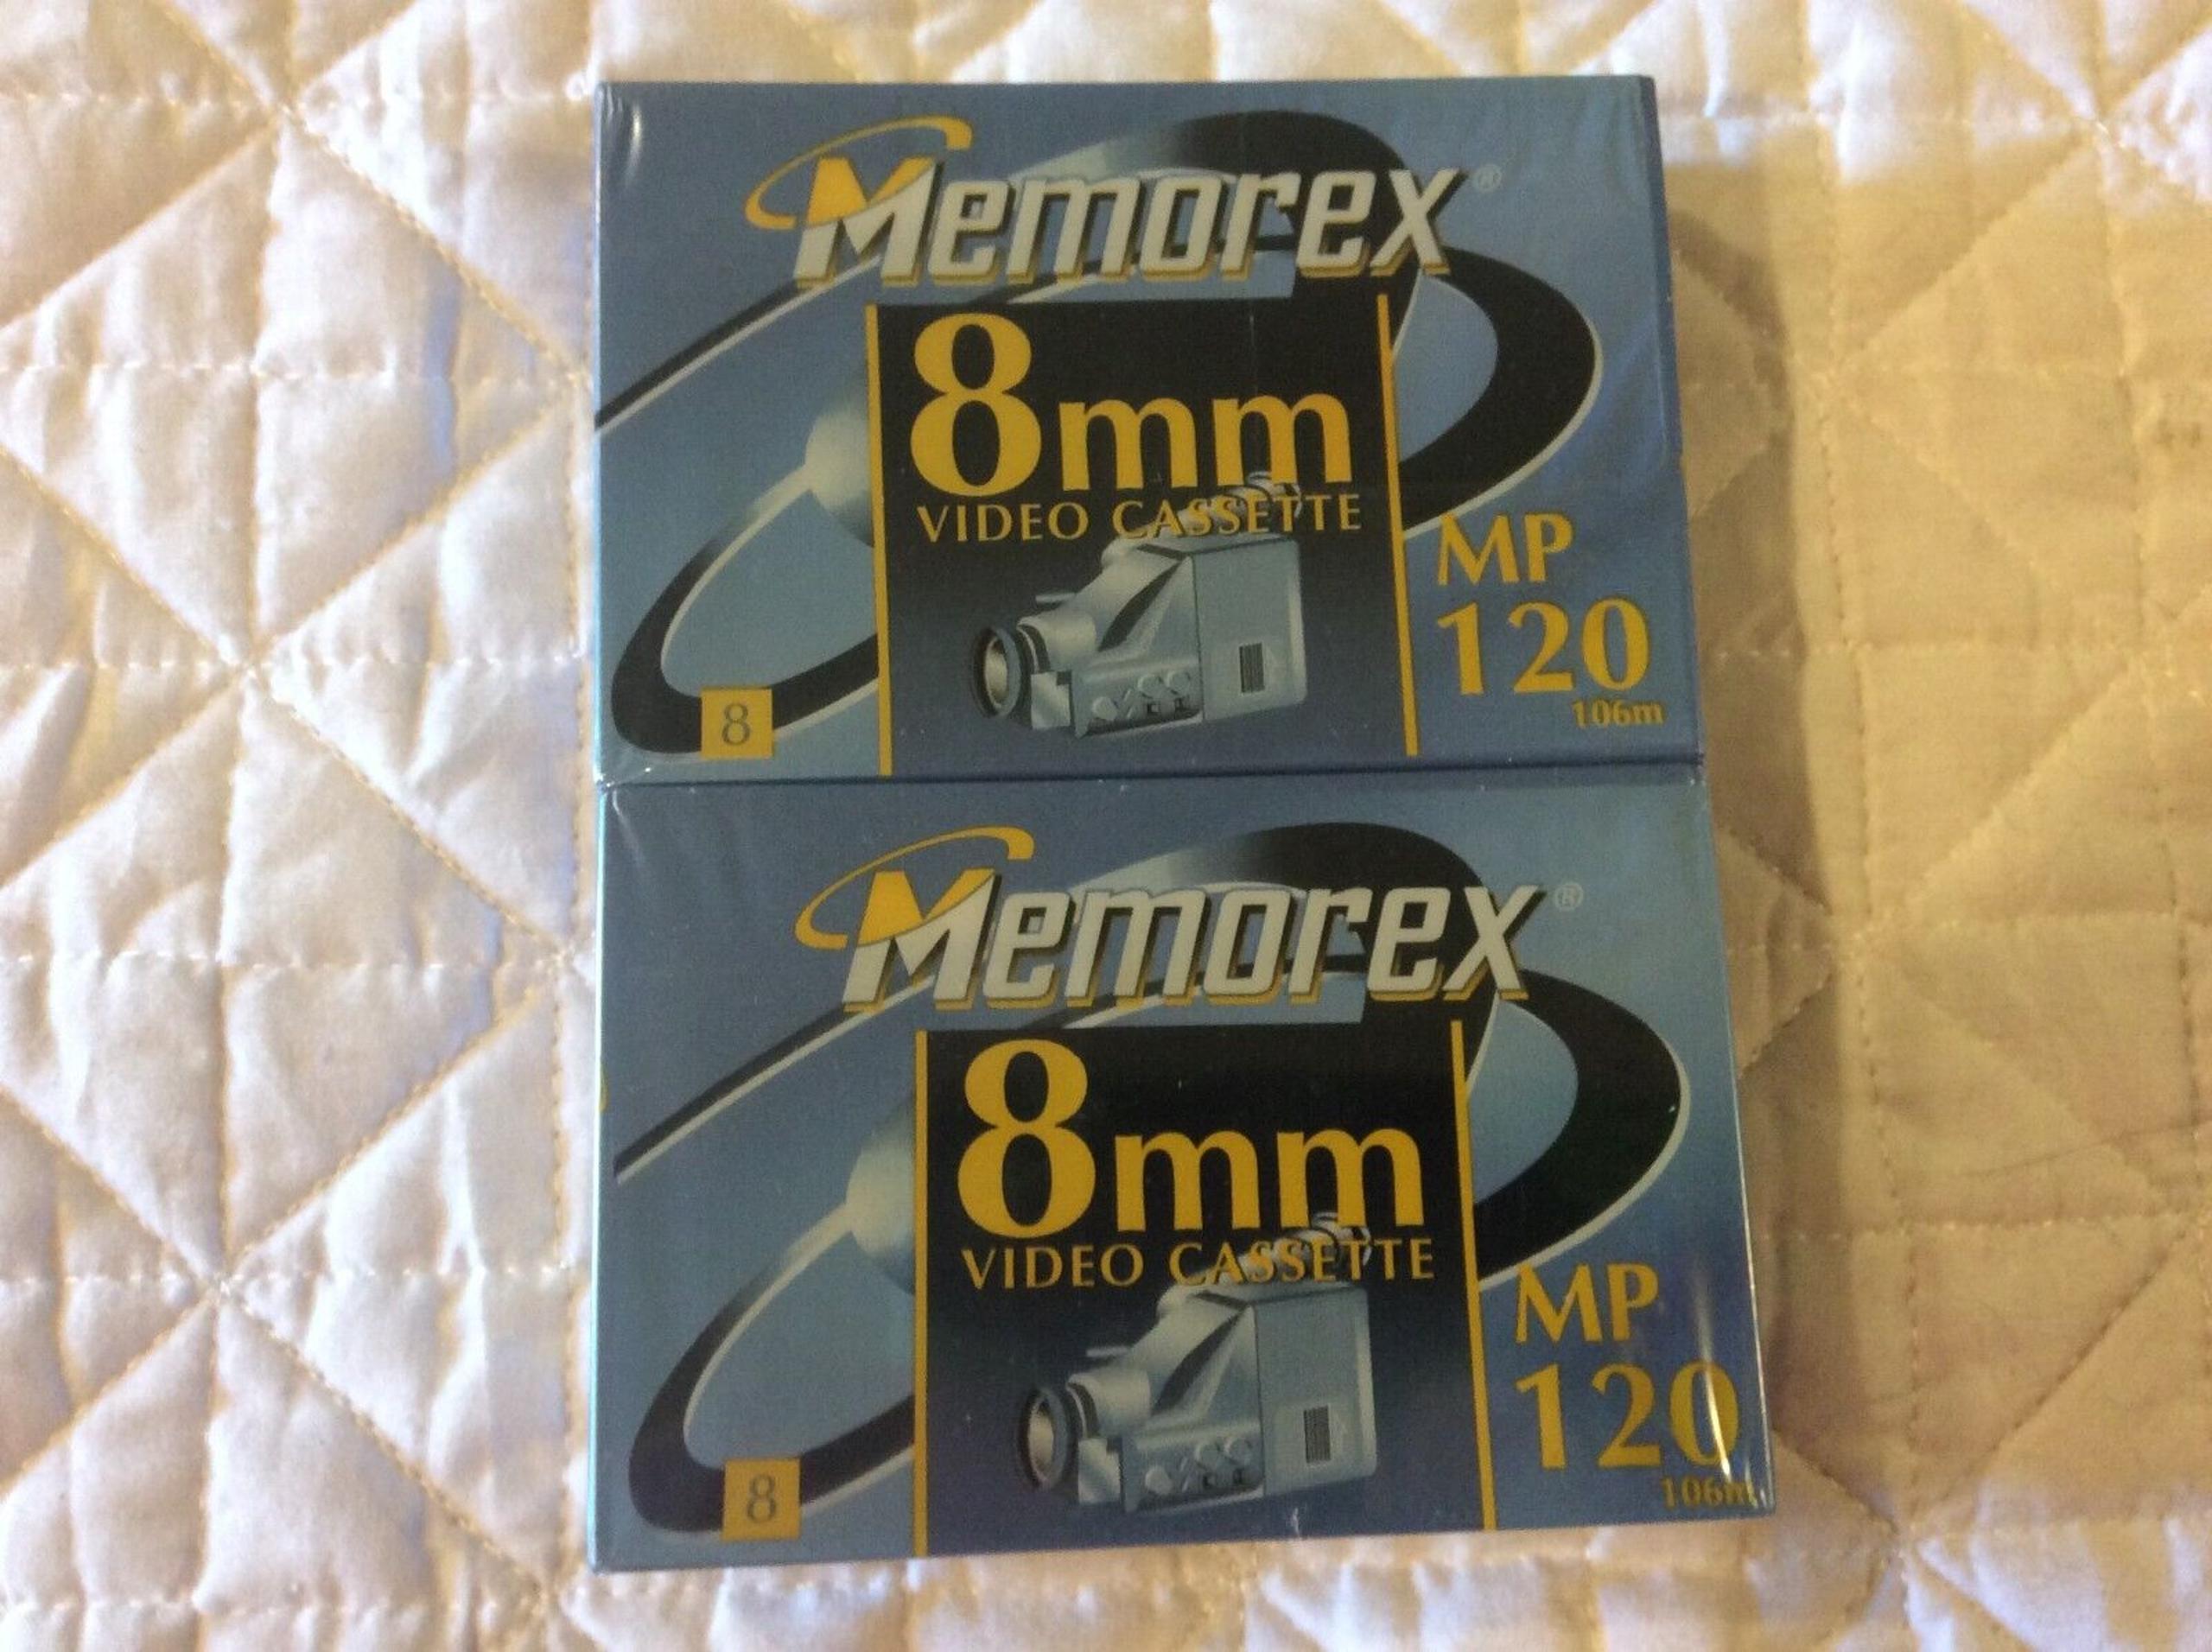 Memorex®
8mm
VIDEO CASSETTE
MP
120
106m
8
Memorex®
8mm
VIDEO CASSETTE
MP
120
106m
8